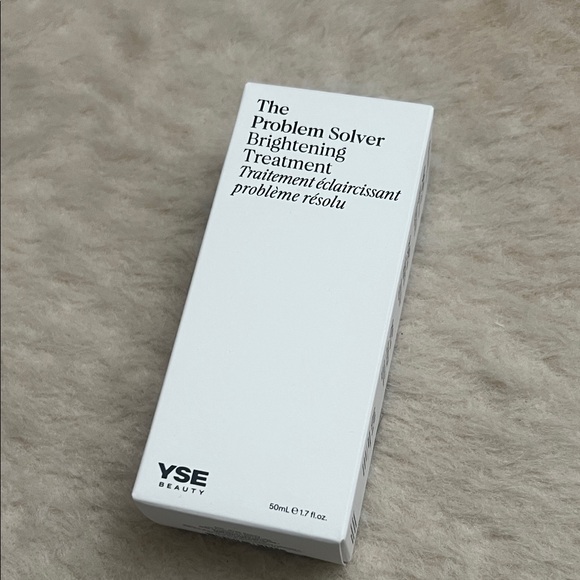 The
Problem Solver
Brightening
Treatment
Traitement éclaircissant
problème résolu
YSE
BEAUTY
50mL ℮ 1.7 fl.oz.